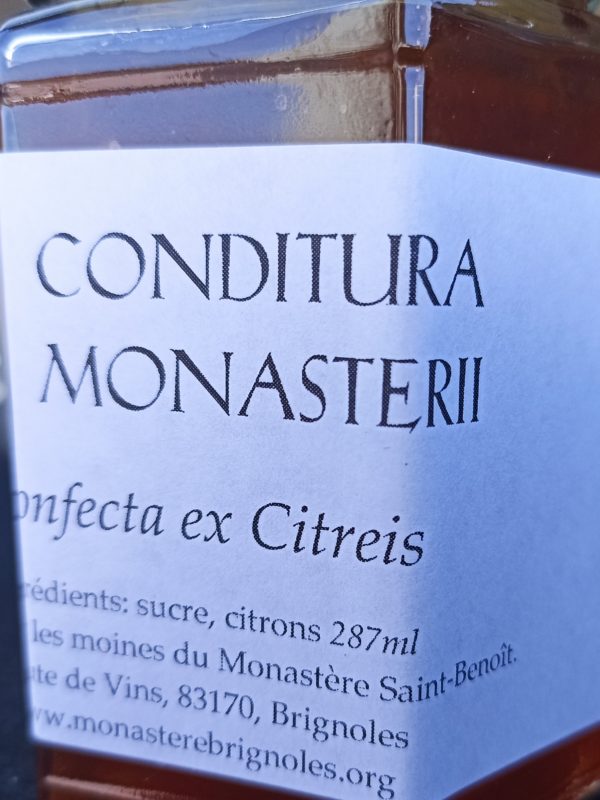 CONDITURA
MONASTERII
onfecta ex Citreis
rédients: sucre, citrons 287ml
les moines du Monastère Saint-Benoît.
te de Vins, 83170, Brignoles
w.monasterebrignoles.org